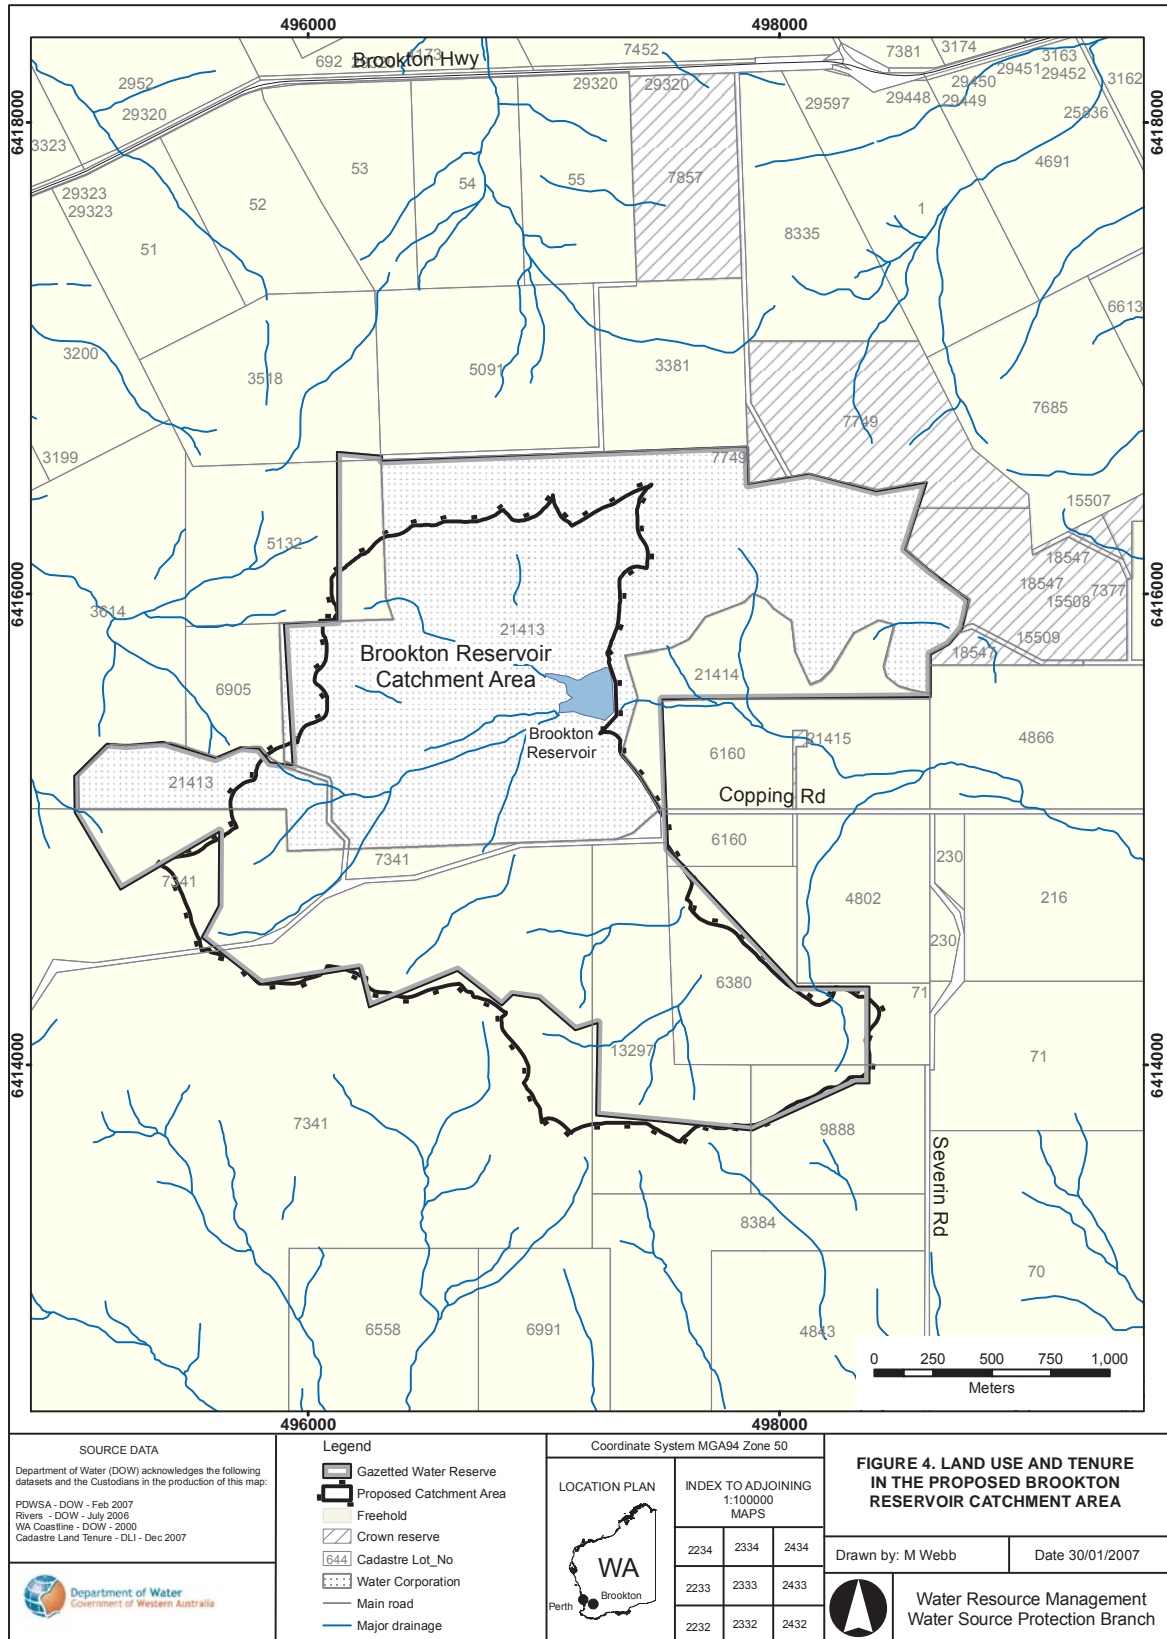 496000
498000
692
29320
4173
Brookton Hwy
7452
7381
3174
3163
29451
29452
3162
2952
29320
29320
29320
29450
29597
29448
29449
25836
6418000
6418000
3323
53
54
55
7857
4691
29323
29323
52
1
51
8335
6613
3200
3518
5091
3381
7685
7749
3199
7749
15507
5132
18547
6416000
6416000
18547
7377
3614
15508
21413
15509
Brookton Reservoir
Catchment Area
18547
6905
21414
Brookton
Reservoir
21415
4866
6160
21413
Copping Rd
6160
7341
230
7341
4802
216
230
6380
71
13297
71
6414000
6414000
7341
9888
Severin Rd
8384
70
6558
6991
4843
0 250 500 750 1,000
Meters
496000
498000
SOURCE DATA
Department of Water (DOW) acknowledges the following
datasets and the Custodians in the production of this map:
PDWSA - DOW - Feb 2007
Rivers - DOW - July 2006
WA Coastline - DOW - 2000
Cadastre Land Tenure - DLI - Dec 2007
Department of Water
Government of Western Australia
Legend
Gazetted Water Reserve
Proposed Catchment Area
Freehold
Crown reserve
644 Cadastre Lot_No
Water Corporation
Main road
Major drainage
Coordinate System MGA94 Zone 50
LOCATION PLAN
WA
Perth
Brookton
INDEX TO ADJOINING
1:100000
MAPS
2234 2334 2434
2233 2333 2433
2232 2332 2432
FIGURE 4. LAND USE AND TENURE
IN THE PROPOSED BROOKTON
RESERVOIR CATCHMENT AREA
Drawn by: M Webb
Date 30/01/2007
Water Resource Management
Water Source Protection Branch